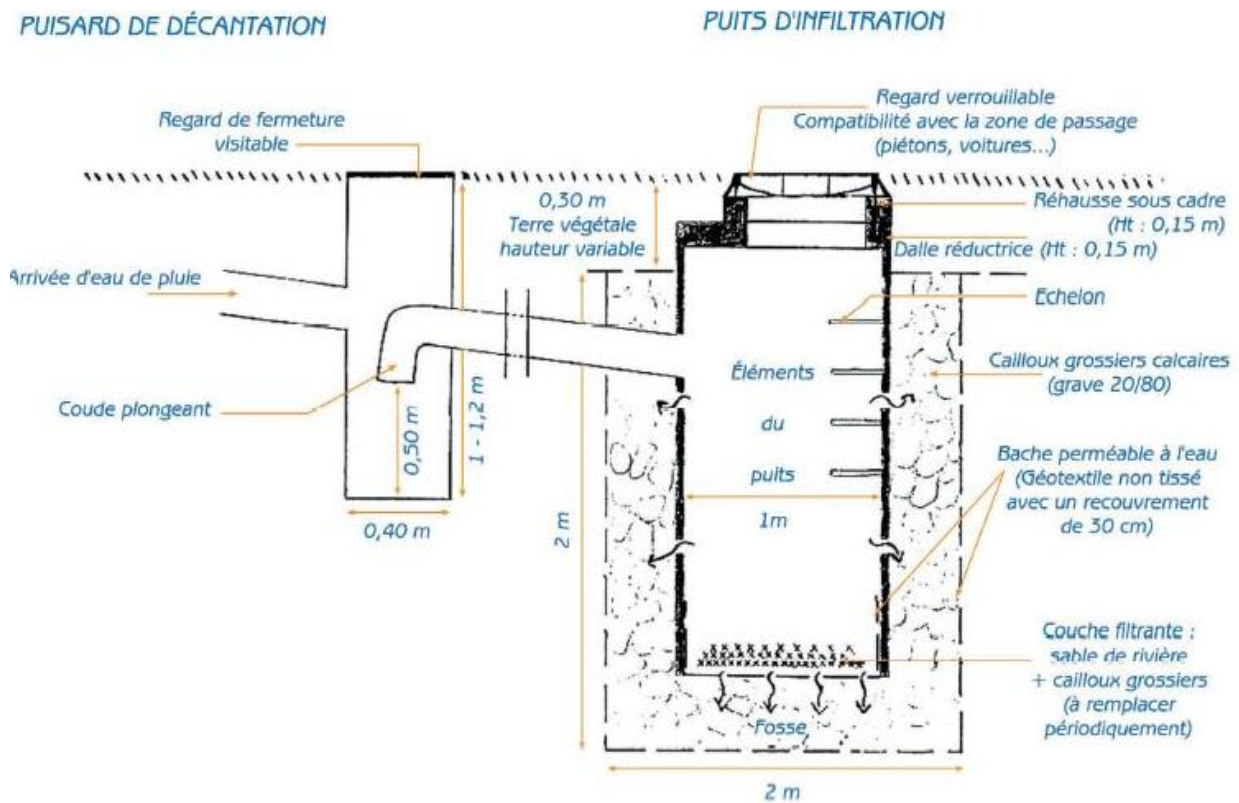 PUISARD DE DÉCANTATION
PUITS D'INFILTRATION
Regard de fermeture
visitable
Regard verrouillable
Compatibilité avec la zone de passage
(piétons, voitures...)
0,30 m
Terre végétale
hauteur variable
Réhausse sous cadre
(Ht : 0,15 m)
Dalle réductrice (Ht : 0,15 m)
Arrivée d'eau de pluie
Echelon
Cailloux grossiers calcaires
(grave 20/80)
Éléments
du
puits
Coude plongeant
0,50 m
1 - 1,2 m
0,40 m
2 m
1m
Bache perméable à l'eau
(Géotextile non tissé
avec un recouvrement
de 30 cm)
Couche filtrante :
sable de rivière
+ cailloux grossiers
(à remplacer
périodiquement)
Fosse
2 m